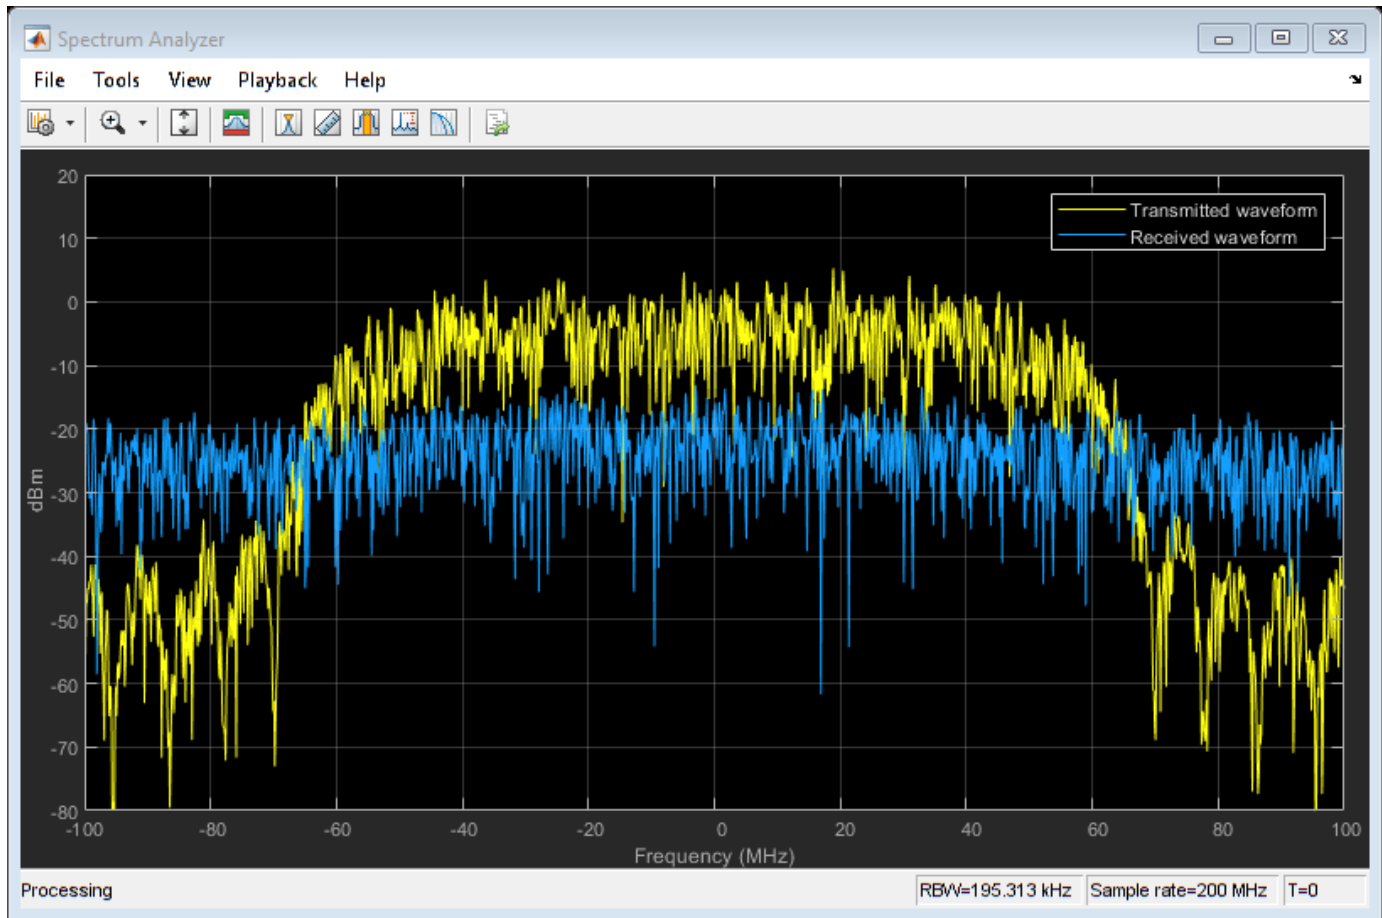 Spectrum Analyzer
File Tools View Playback Help
20
10
0
-10
-20
-30
-40
-50
-60
-70
-80
dBm
Transmitted waveform
Received waveform
-100 -80 -60 -40 -20 0 20 40 60 80 100
Frequency (MHz)
Processing RBW=195.313 kHz Sample rate=200 MHz T=0